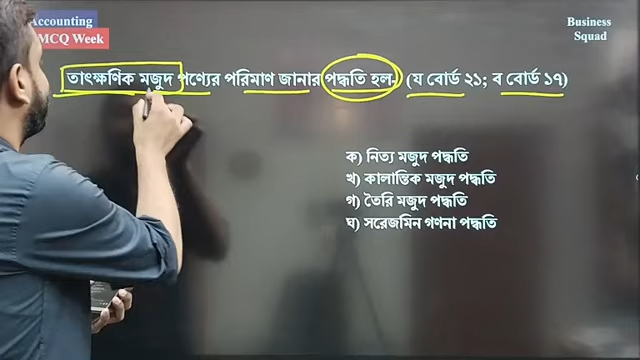 Accounting
MCQ Week
Business
Squad
তাৎক্ষণিক মজুদ পণ্যের পরিমাণ জানার পদ্ধতি হল- (য বোর্ড ২১; ব বোর্ড ১৭)
ক) নিত্য মজুদ পদ্ধতি
খ) কালান্তিক মজুদ পদ্ধতি
গ) তৈরি মজুদ পদ্ধতি
ঘ) সরেজমিন গণনা পদ্ধতি